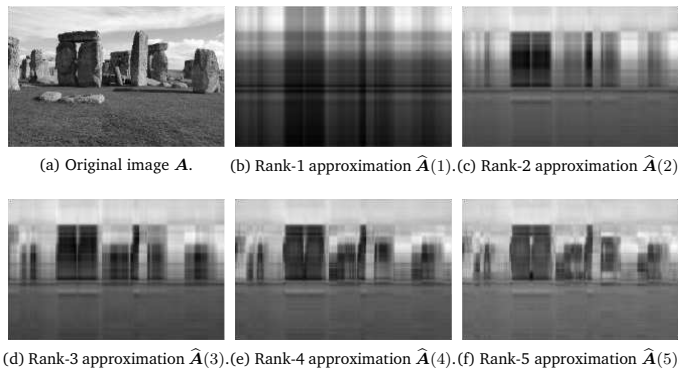 (a) Original image A.
(b) Rank-1 approximation Â(1).
(c) Rank-2 approximation Â(2)
(d) Rank-3 approximation Â(3).
(e) Rank-4 approximation Â(4).
(f) Rank-5 approximation Â(5)